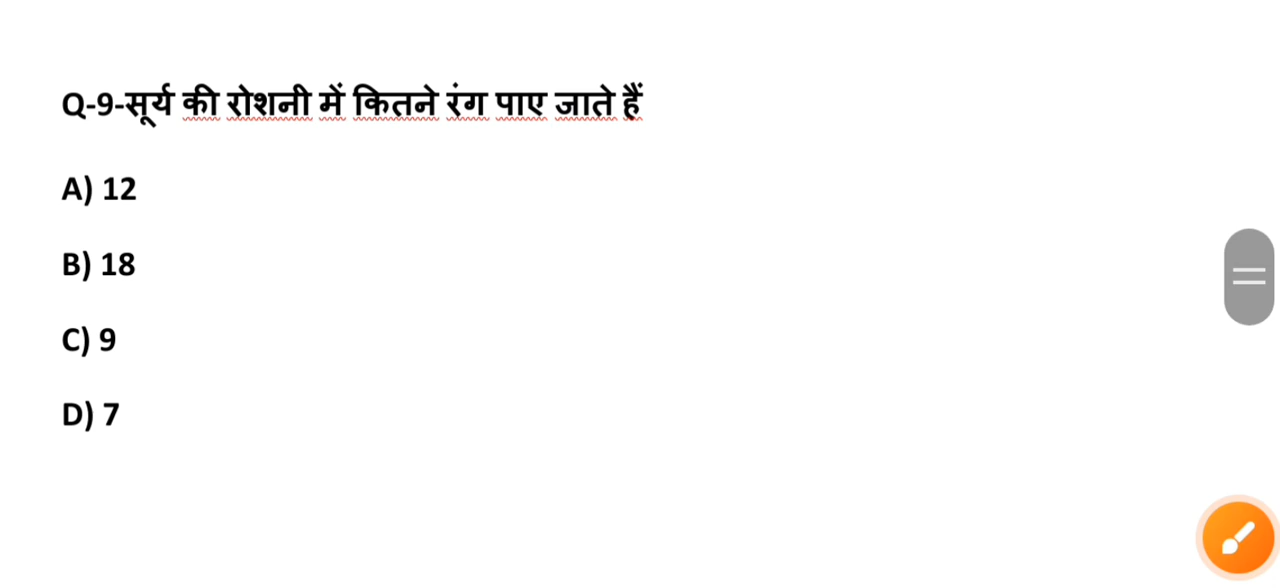 Q-9-सूर्य की रोशनी में कितने रंग पाए जाते हैं
A) 12
B) 18
C) 9
D) 7